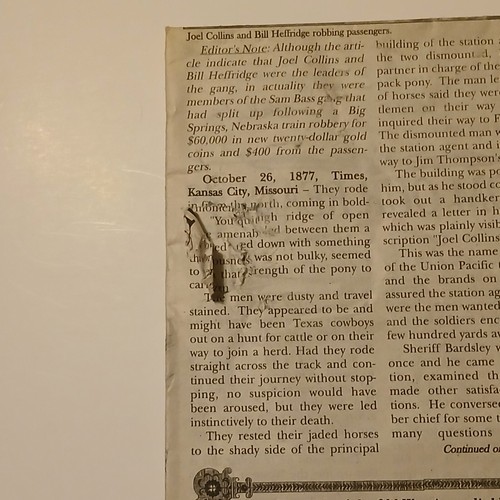 Joel Collins and Bill Heffridge robbing passengers.
Editor's Note: Although the arti-
cle indicate that Joel Collins and
Bill Heffridge were the leaders of
the gang, in actuality they were
members of the Sam Bass gang that
had split up following a Big
Springs, Nebraska train robbery for
$60,000 in new twenty-dollar gold
coins and $400 from the passen-
gers.
October 26, 1877, Times,
Kansas City, Missouri – They rode
in from the north, coming in bold-
ridge of open
between them a
ed down with something
was not bulky, seemed
to strength of the pony to
The men were dusty and travel
stained. They appeared to be and
might have been Texas cowboys
out on a hunt for cattle or on their
way to join a herd. Had they rode
straight across the track and con-
tinued their journey without stop-
ping, no suspicion would have
been aroused, but they were led
instinctively to their death.
They rested their jaded horses
to the shady side of the principal
building of the station
the two dismounted,
partner in charge of the
pack pony. The man
of horses said they were
tlemen on their way
inquired their way to
The dismounted man
the station agent and
way to Jim Thompson's
The building was
him, but as he stood
took out a handker
revealed a letter in
which was plainly
scription "Joel Collins
This was the name
of the Union Pacific
and the brands on
assured the station
were the men wanted
and the soldiers
few hundred yards
Sheriff Bardsley
once and he came
tion, examined the
made other
tions. He conversed
ber chief for some
many questions
Continued